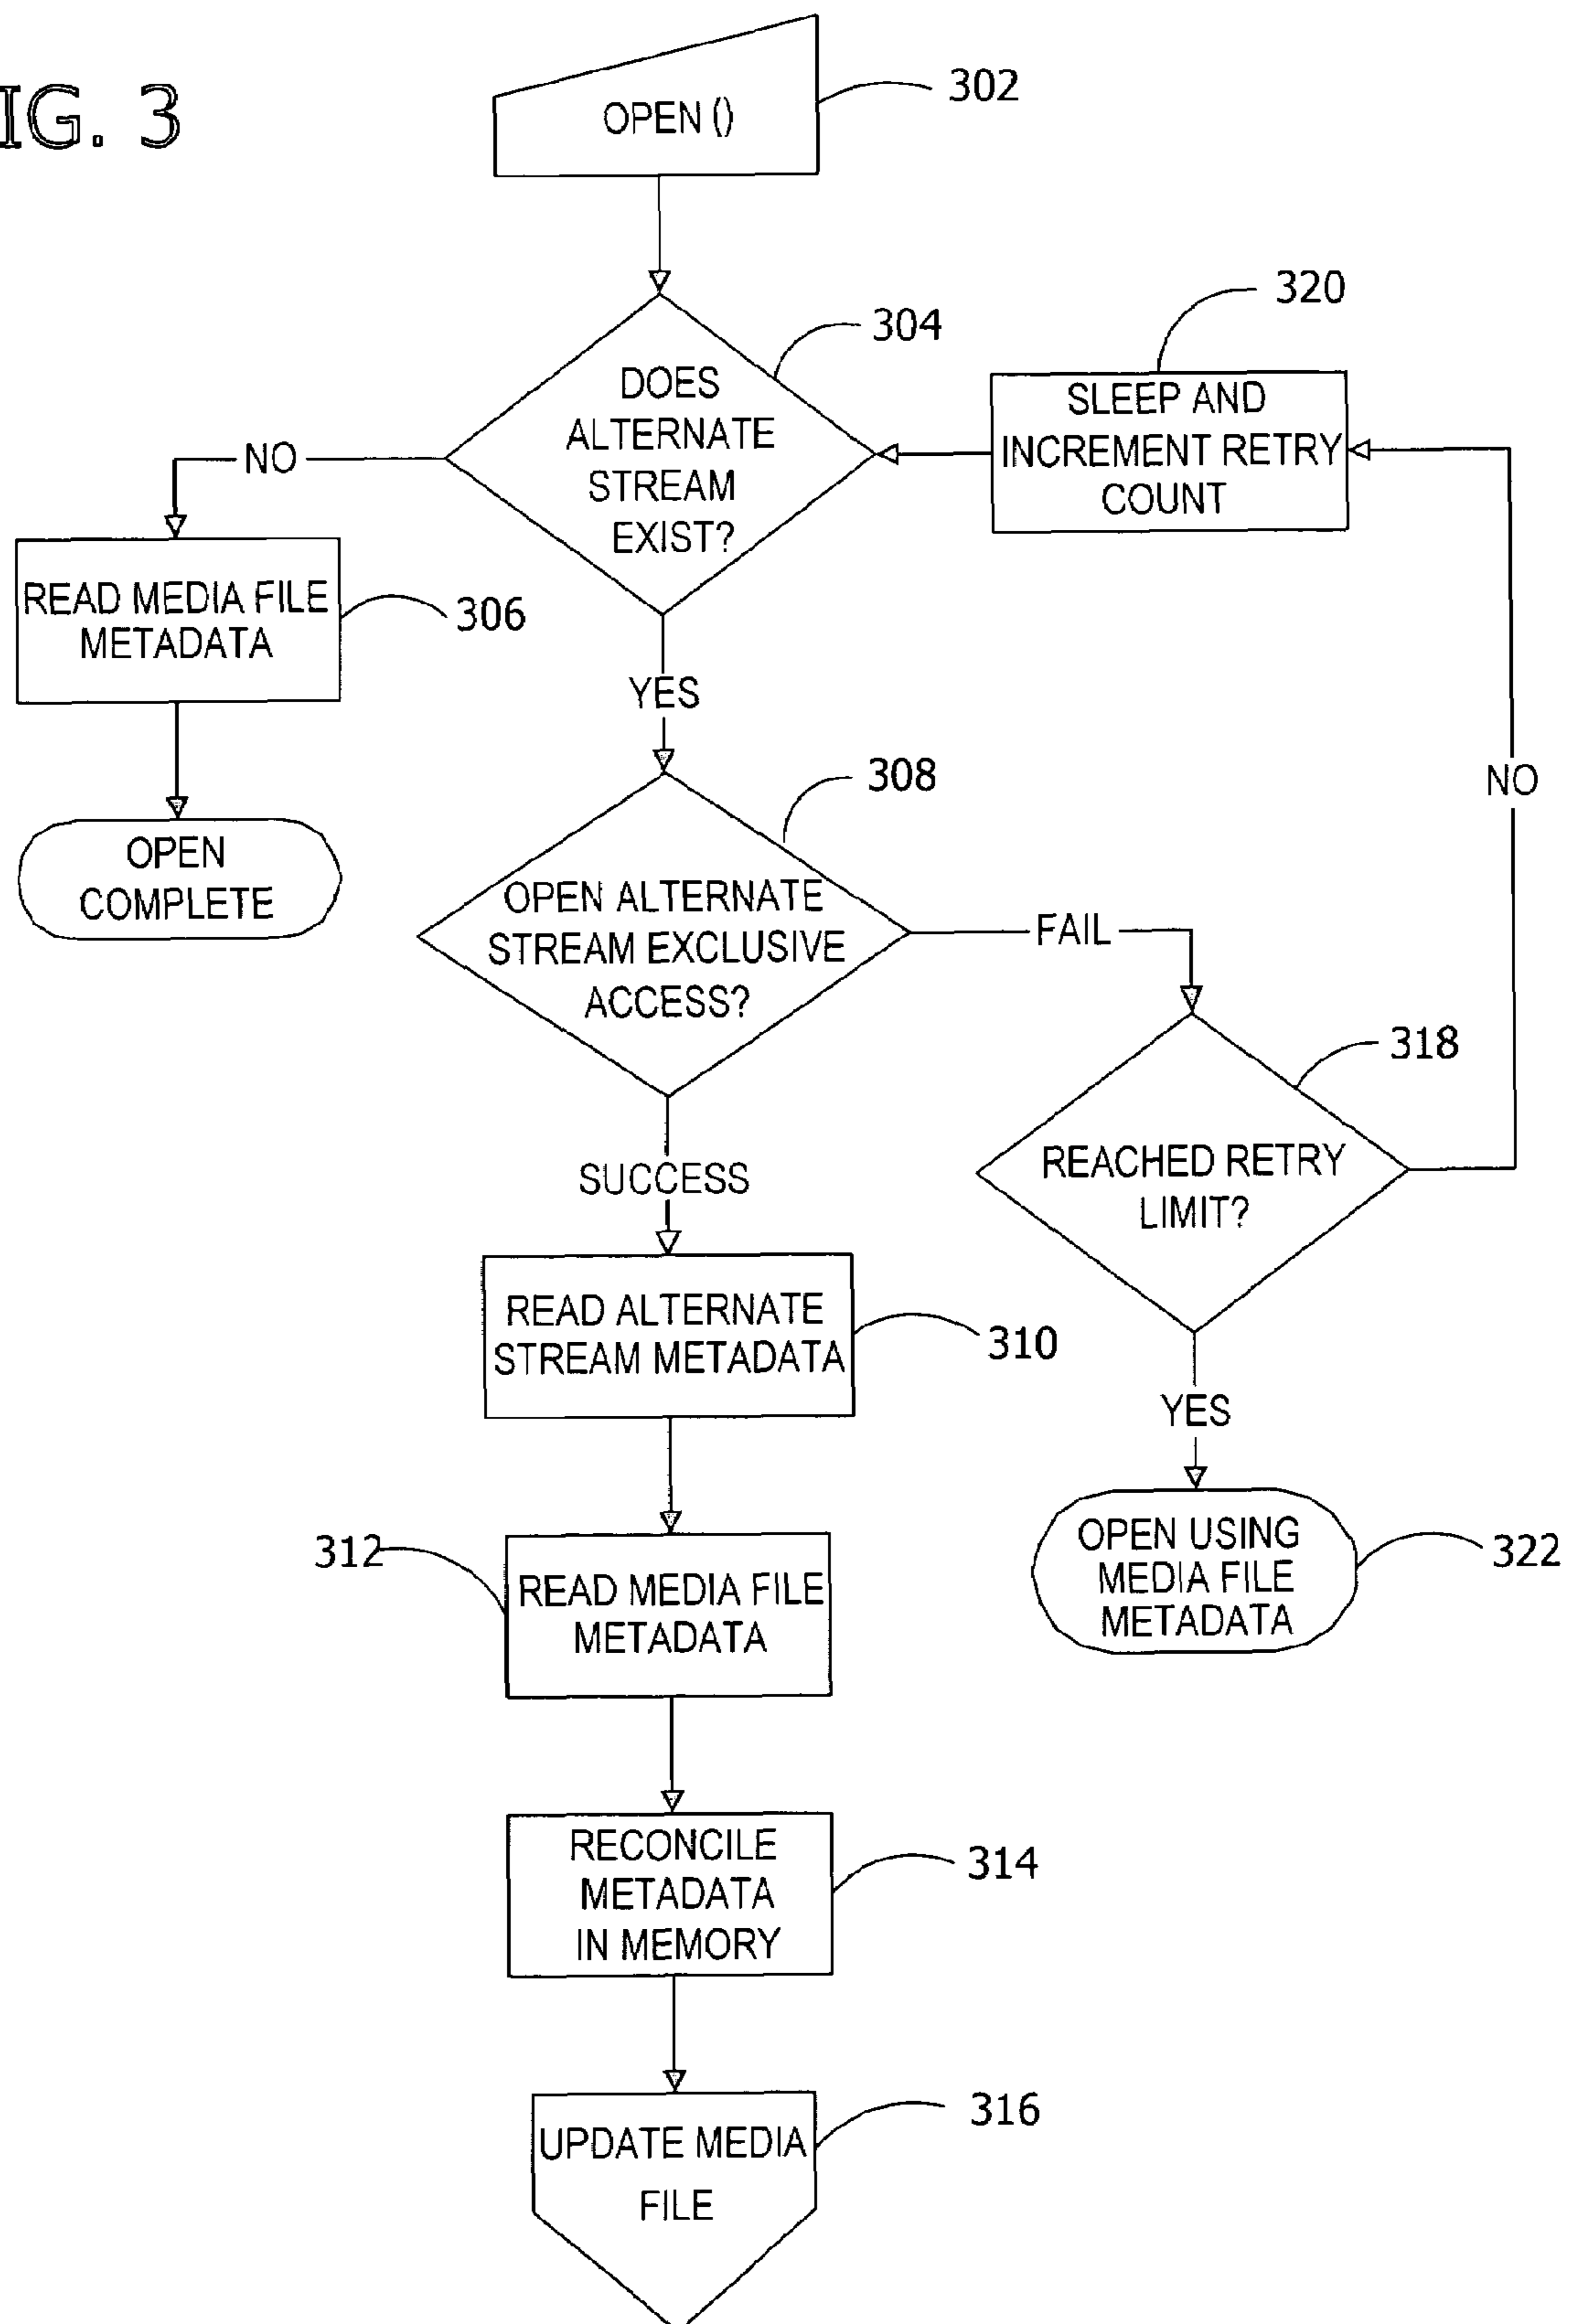 IG. 3
OPEN ()
302
DOES
ALTERNATE
STREAM
EXIST?
304
320
SLEEP AND
INCREMENT RETRY
COUNT
NO
READ MEDIA FILE
METADATA
306
OPEN
COMPLETE
YES
308
OPEN ALTERNATE
STREAM EXCLUSIVE
ACCESS?
FAIL
NO
318
REACHED RETRY
LIMIT?
SUCCESS
READ ALTERNATE
STREAM METADATA
310
YES
OPEN USING
MEDIA FILE
METADATA
322
312
READ MEDIA FILE
METADATA
RECONCILE
METADATA
IN MEMORY
314
UPDATE MEDIA
FILE
316